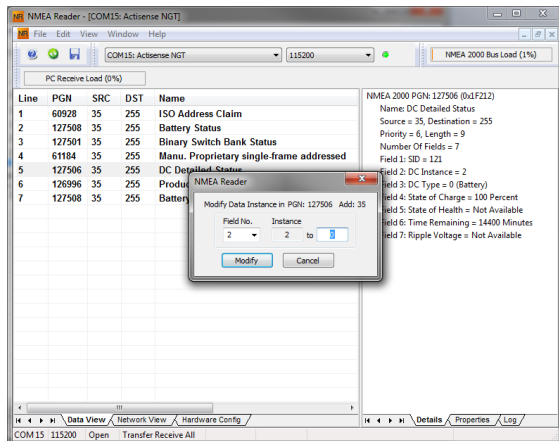 NMEA Reader - [COM15: Actisense NGT]
File Edit View Window Help
COM15: Actisense NGT 115200 NMEA 2000 Bus Load (1%)
PC Receive Load (0%)
Line PGN SRC DST Name
1 60928 35 255 ISO Address Claim
2 127508 35 255 Battery Status
3 127501 35 255 Binary Switch Bank Status
4 61184 35 255 Manu. Proprietary single-frame addressed
5 127506 35 255 DC Detailed Status
6 126996 35 255 Produc
7 127508 35 255 Battery
NMEA 2000 PGN: 127506 (0x1F212)
Name: DC Detailed Status
Source = 35, Destination = 255
Priority = 6, Length = 9
Number Of Fields = 7
Field 1: SID = 121
Field 2: DC Instance = 2
Field 3: DC Type = 0 (Battery)
Field 4: State of Charge = 100 Percent
Field 5: State of Health = Not Available
Field 6: Time Remaining = 14400 Minutes
Field 7: Ripple Voltage = Not Available
NMEA Reader
Modify Data Instance in PGN: 127506 Add: 35
Field No. Instance
2 2 to 0
Modify Cancel
Data View Network View Hardware Config
Details Properties Log
COM 15 115200 Open Transfer Receive All